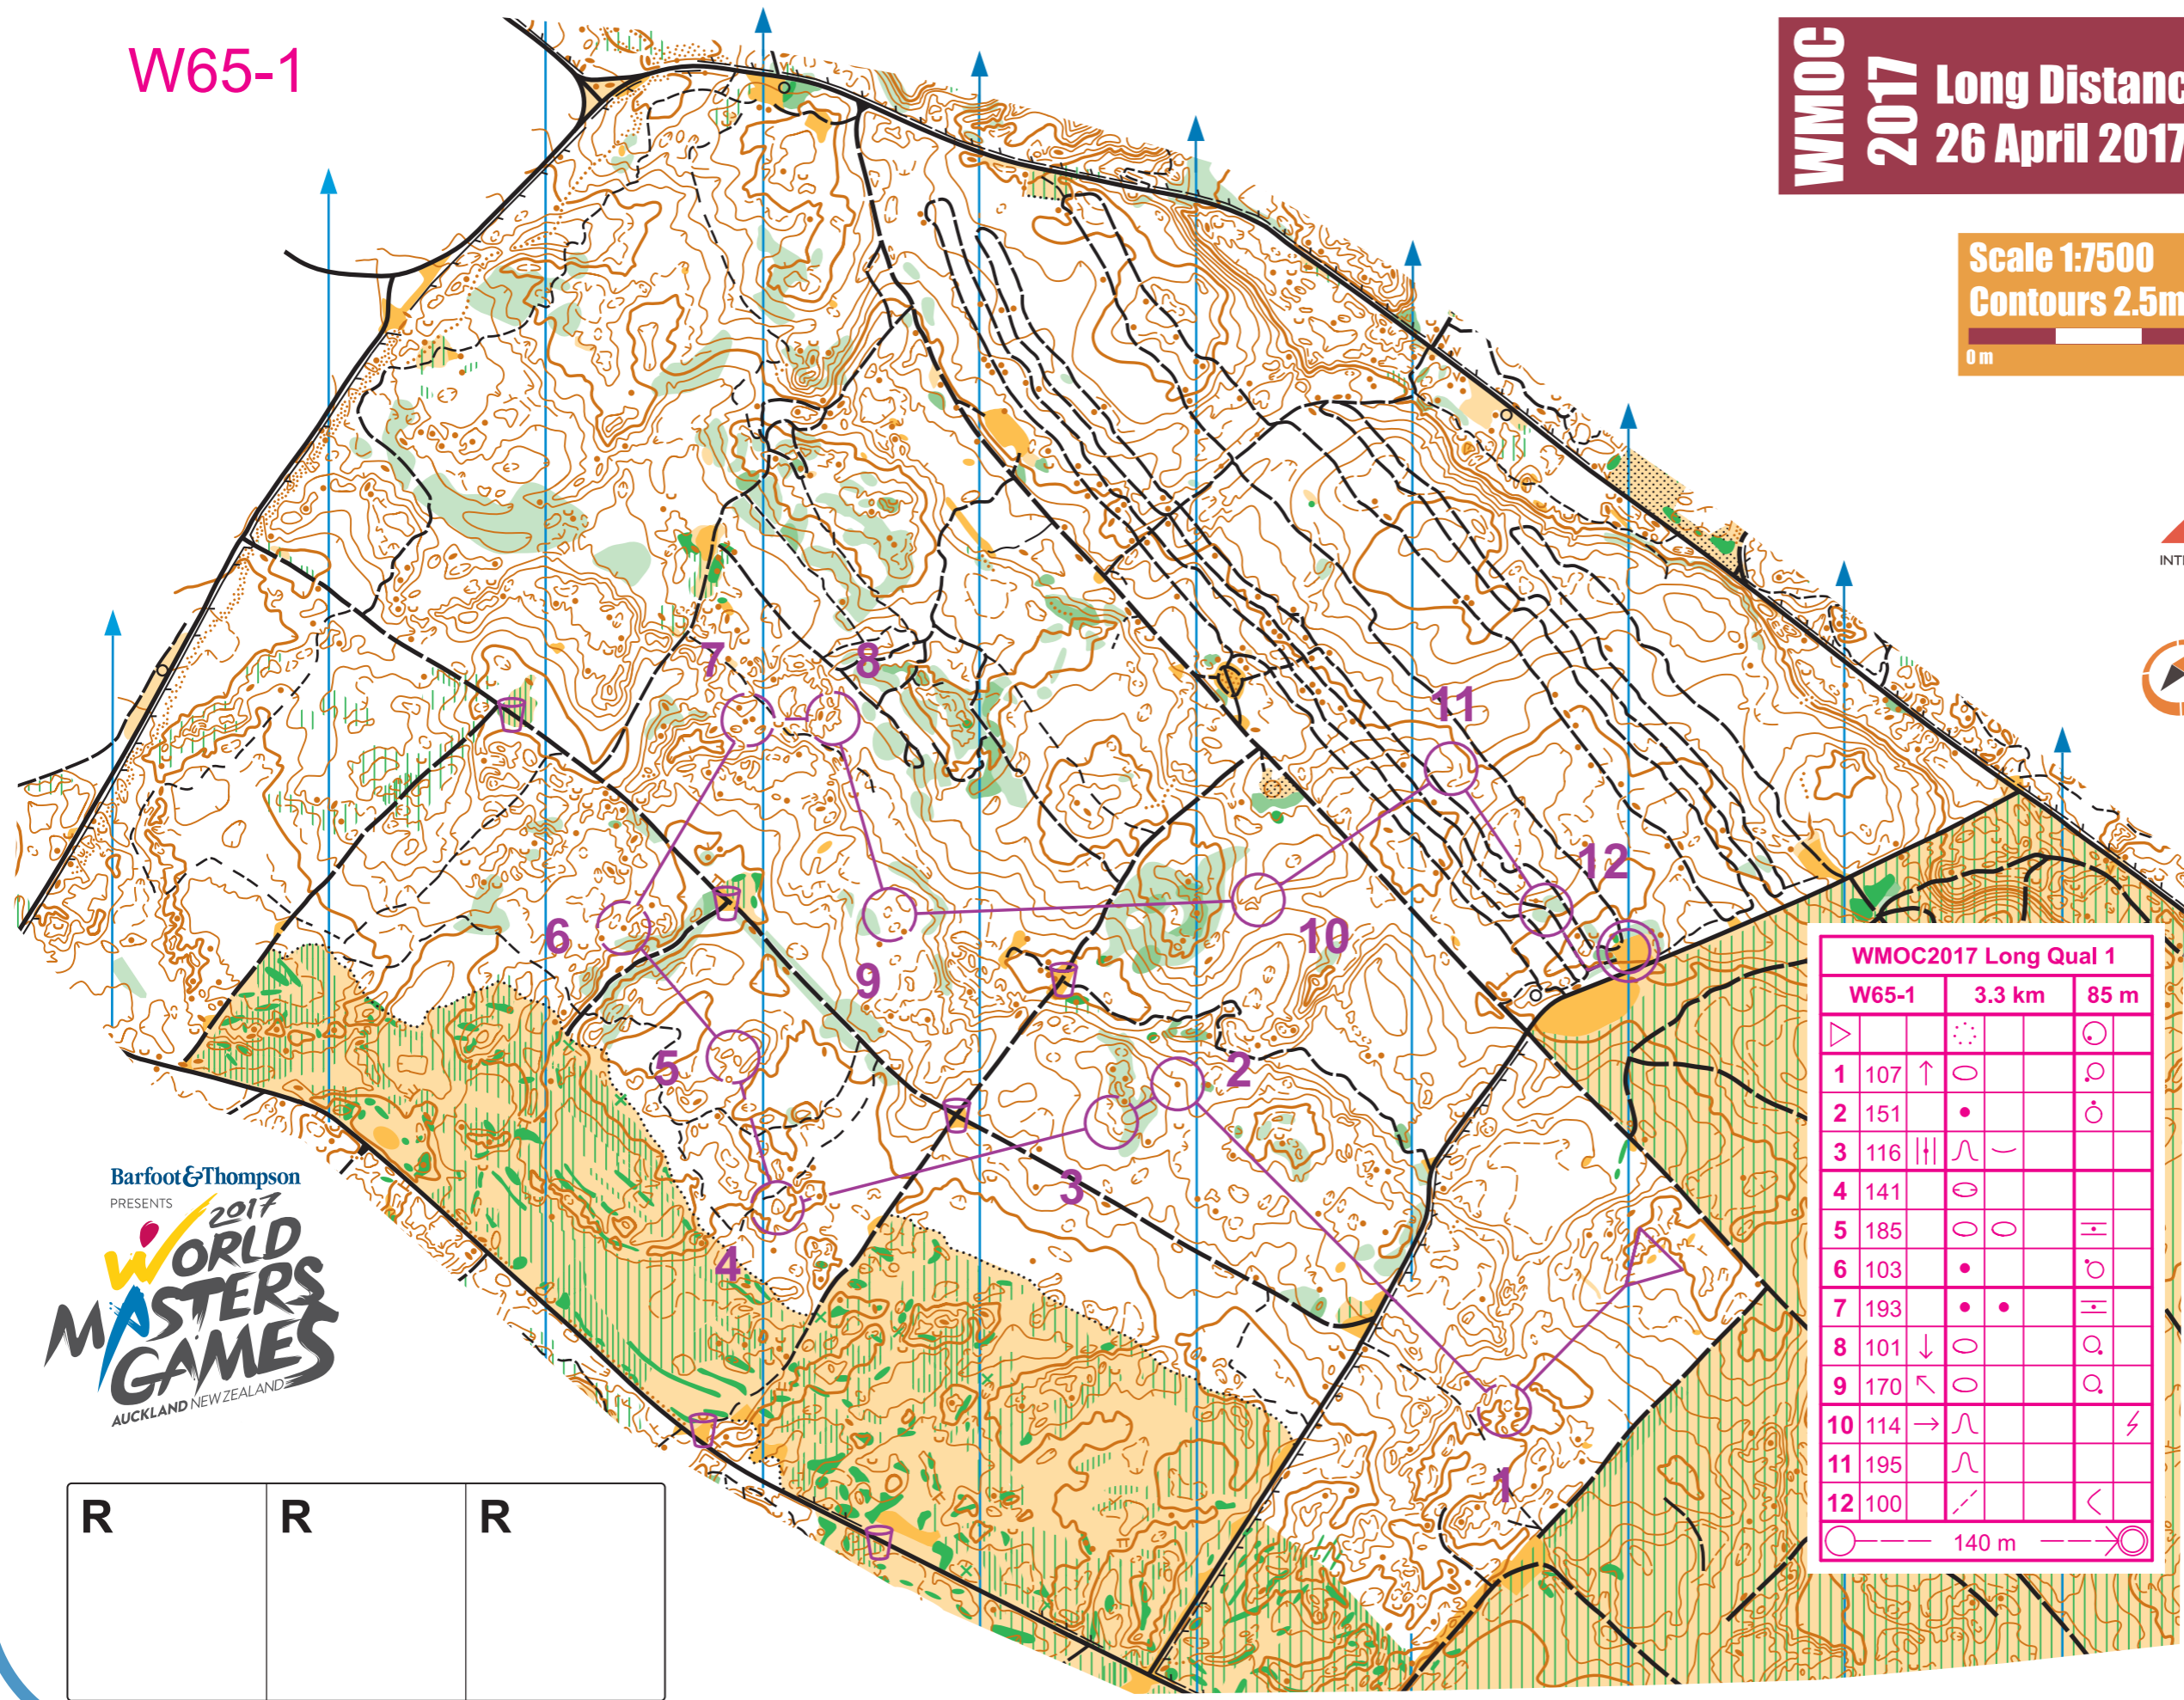 W65-1
WMOC
2017
Long Distanc
26 April 2017
Scale 1:7500
Contours 2.5m
0 m
INT
7
8
11
12
6
9
10
5
2
3
4
1
WMOC2017 Long Qual 1
W65-1 3.3 km 85 m
1 107
2 151
3 116
4 141
5 185
6 103
7 193
8 101
9 170
10 114
11 195
12 100
140 m
Barfoot&Thompson
PRESENTS
2017
WORLD
MASTERS
GAMES
AUCKLAND NEW ZEALAND
R R R